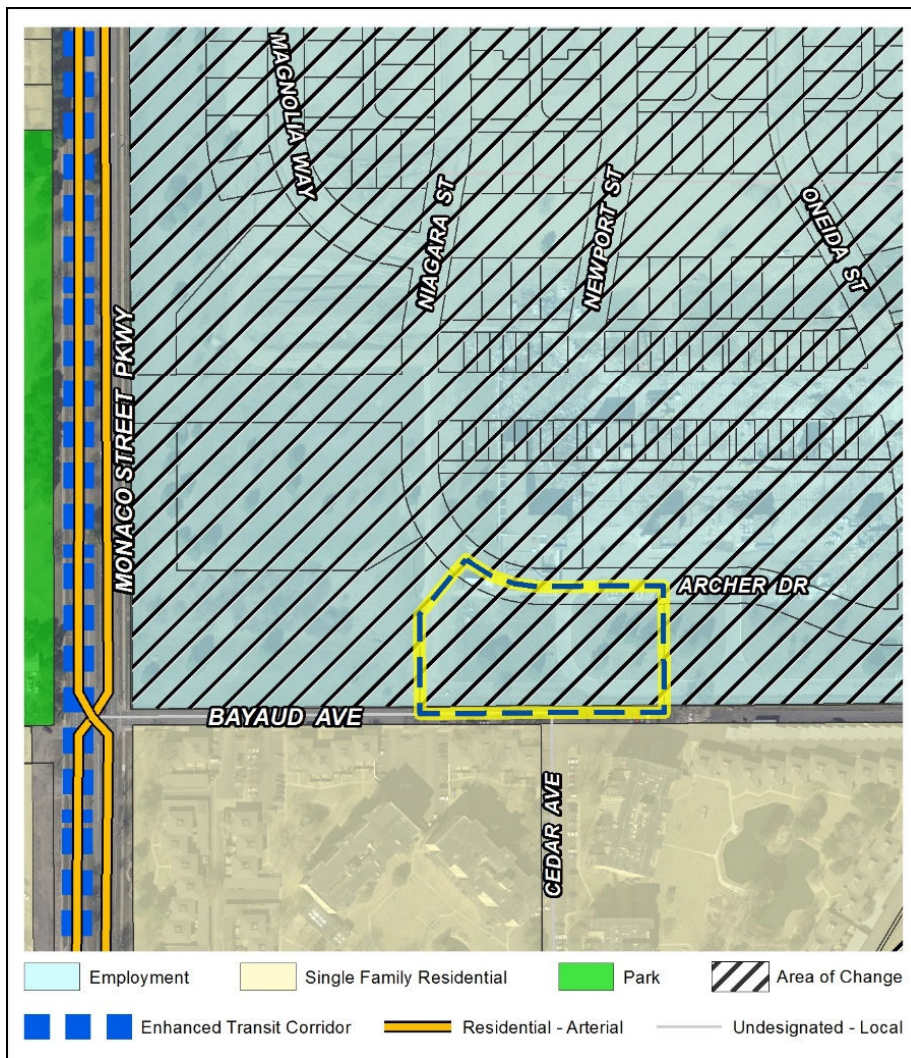 MAGNOLIA WAY
NIAGARA ST
NEWPORT ST
ONEIDA ST
MONACO STREET PKWY
ARCHER DR
BAYAUD AVE
CEDAR AVE
Employment
Single Family Residential
Park
Area of Change
Enhanced Transit Corridor
Residential - Arterial
Undesignated - Local